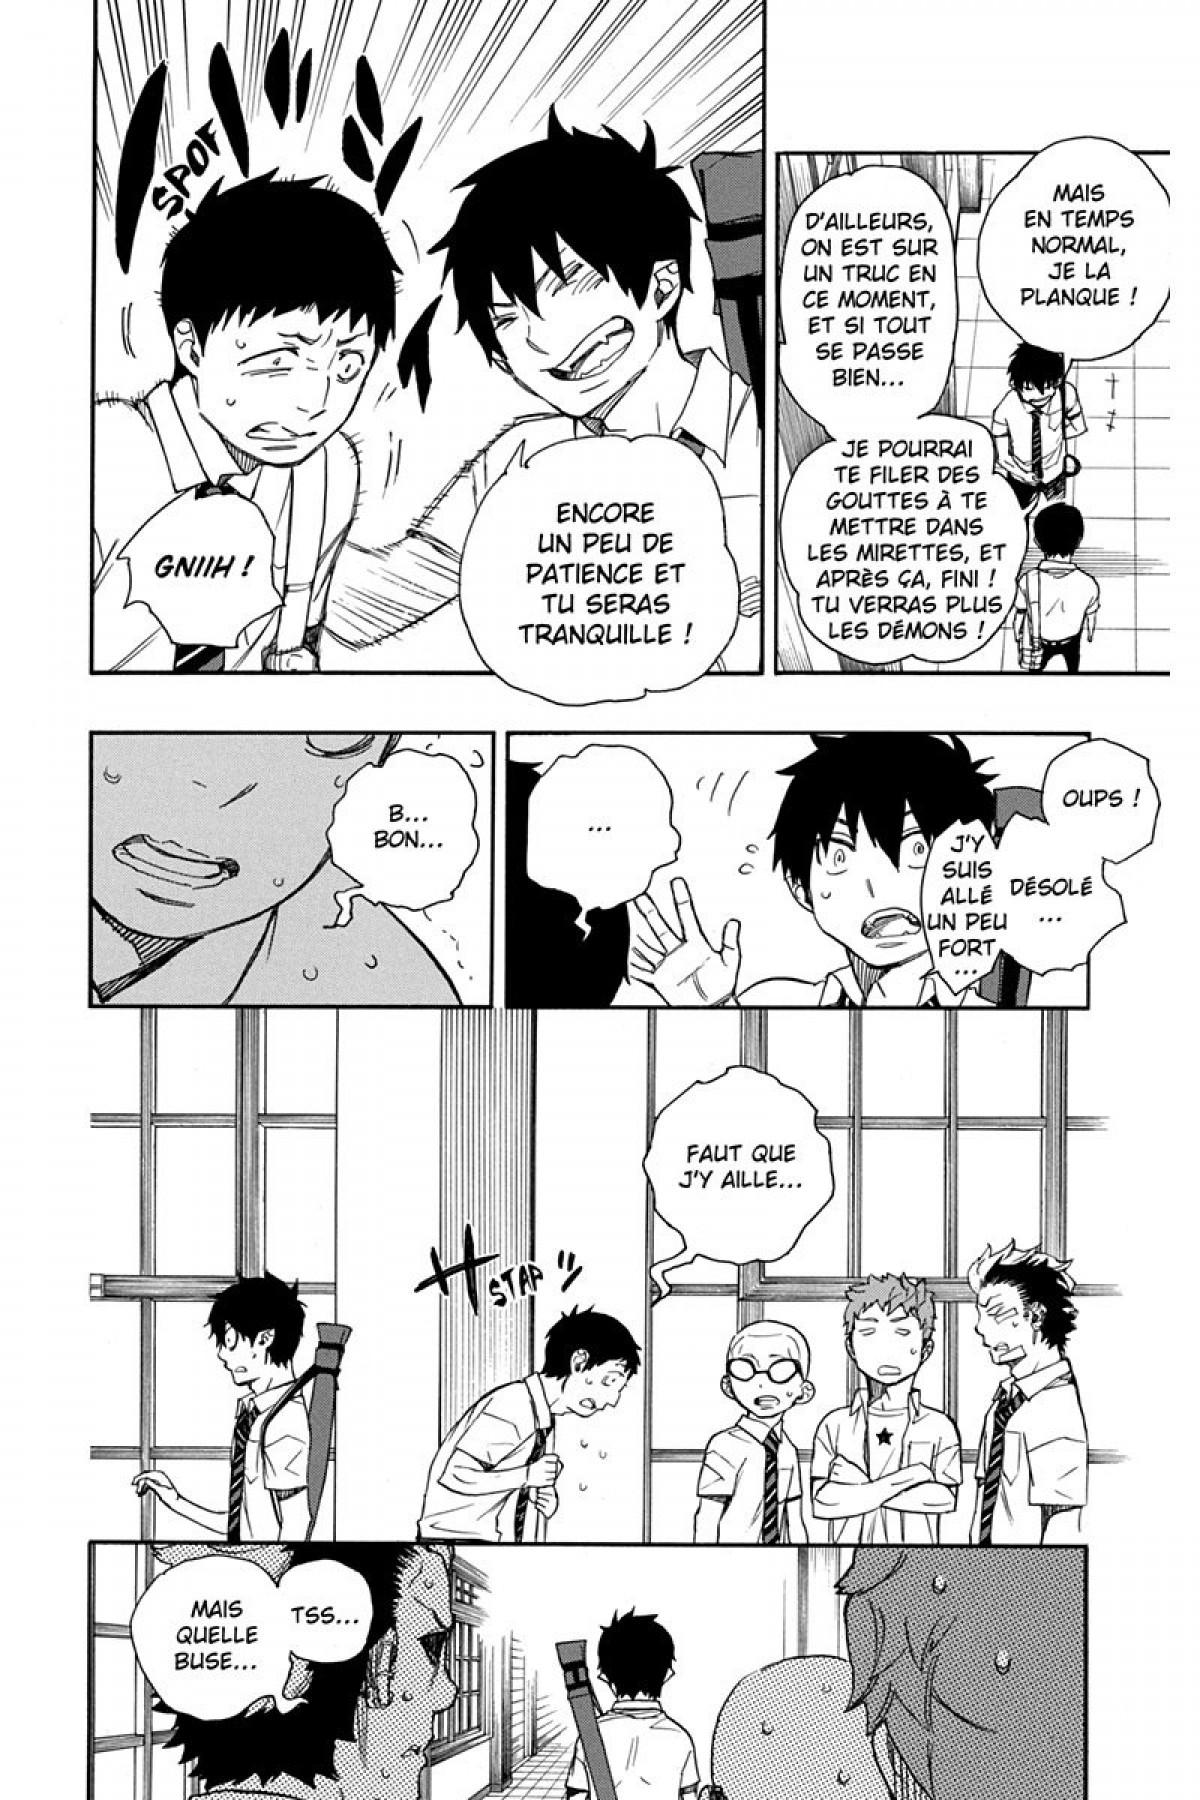 MAIS
EN TEMPS
NORMAL,
JE LA
PLANQUE !
D'AILLEURS,
ON EST SUR
UN TRUC EN
CE MOMENT,
ET SI TOUT
SE PASSE
BIEN...
JE POURRAI
TE FILER DES
GOUTTES À TE
METTRE DANS
LES MIRETTES, ET
APRÈS ÇA, FINI !
TU VERRAS PLUS
LES DÉMONS !
SPOF
ENCORE
UN PEU DE
PATIENCE ET
TU SERAS
TRANQUILLE !
GNIIH !
OUPS !
DÉSOLÉ
...
J'Y
SUIS
ALLÉ
UN PEU
FORT
...
...
B...
BON...
FAUT QUE
J'Y AILLE...
STAP
TSS...
MAIS
QUELLE
BUSE...